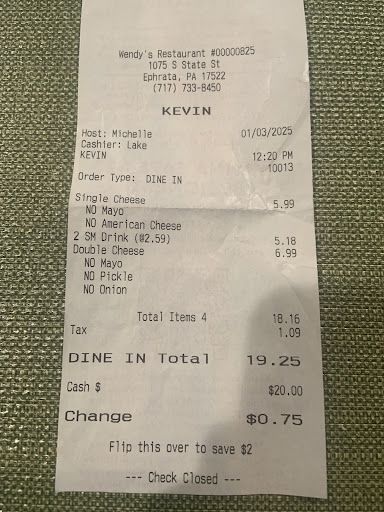 Wendy's Restaurant #00000825
1075 S State St
Ephrata, PA 17522
(717) 733-8450
KEVIN
Host: Michelle 01/03/2025
Cashier: Lake
KEVIN 12:20 PM
10013
Order Type: DINE IN
Single Cheese 5.99
NO Mayo
NO American Cheese
2 SM Drink (@2.59) 5.18
Double Cheese 6.99
NO Mayo
NO Pickle
NO Onion
Total Items 4 18.16
Tax 1.09
DINE IN Total 19.25
Cash $ $20.00
Change $0.75
Flip this over to save $2
--- Check Closed ---